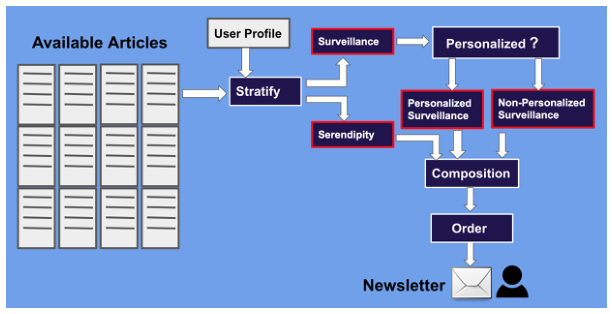 Available Articles
User Profile
Stratify
Surveillance
Serendipity
Personalized ?
Personalized
Surveillance
Non-Personalized
Surveillance
Composition
Order
Newsletter